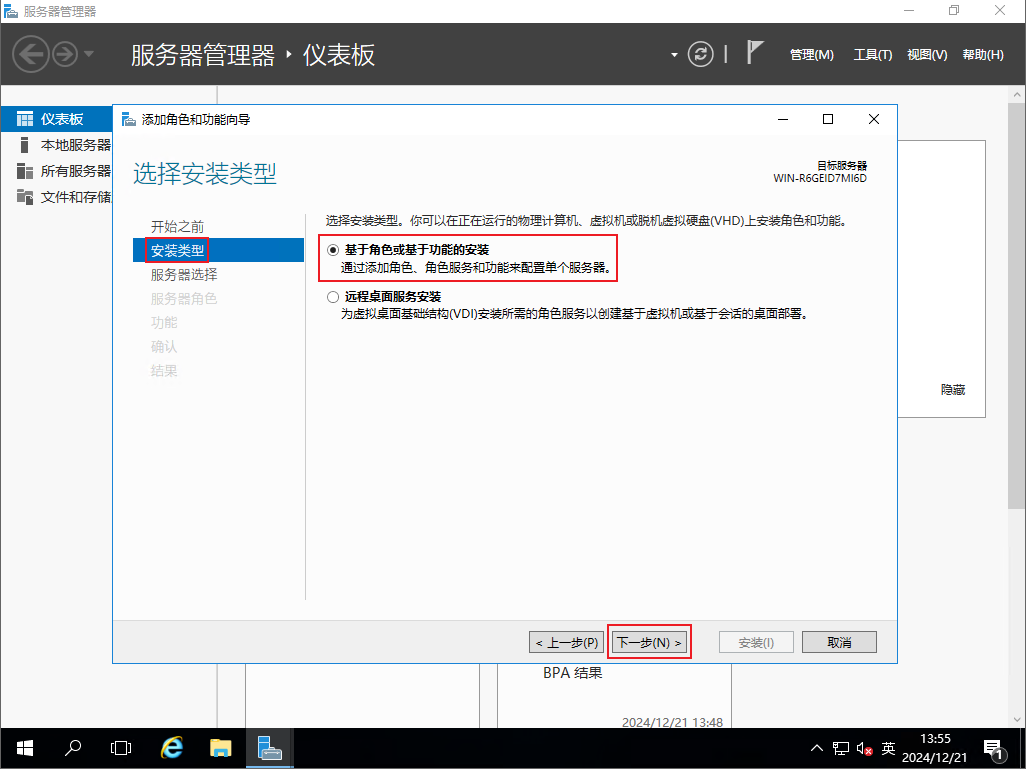 服务器管理器
服务器管理器 · 仪表板
管理(M) 工具(T) 视图(V) 帮助(H)
仪表板
本地服务器
所有服务器
文件和存储
添加角色和功能向导
选择安装类型
目标服务器
WIN-R6GEID7MI6D
开始之前
安装类型
服务器选择
服务器角色
功能
确认
结果
选择安装类型。你可以在正在运行的物理计算机、虚拟机或脱机虚拟硬盘(VHD)上安装角色和功能。
基于角色或基于功能的安装
通过添加角色、角色服务和功能来配置单个服务器。
远程桌面服务安装
为虚拟桌面基础结构(VDI)安装所需的角色服务以创建基于虚拟机或基于会话的桌面部署。
隐藏
< 上一步(P) 下一步(N) > 安装(I) 取消
BPA 结果
2024/12/21 13:48
英
13:55
2024/12/21
1